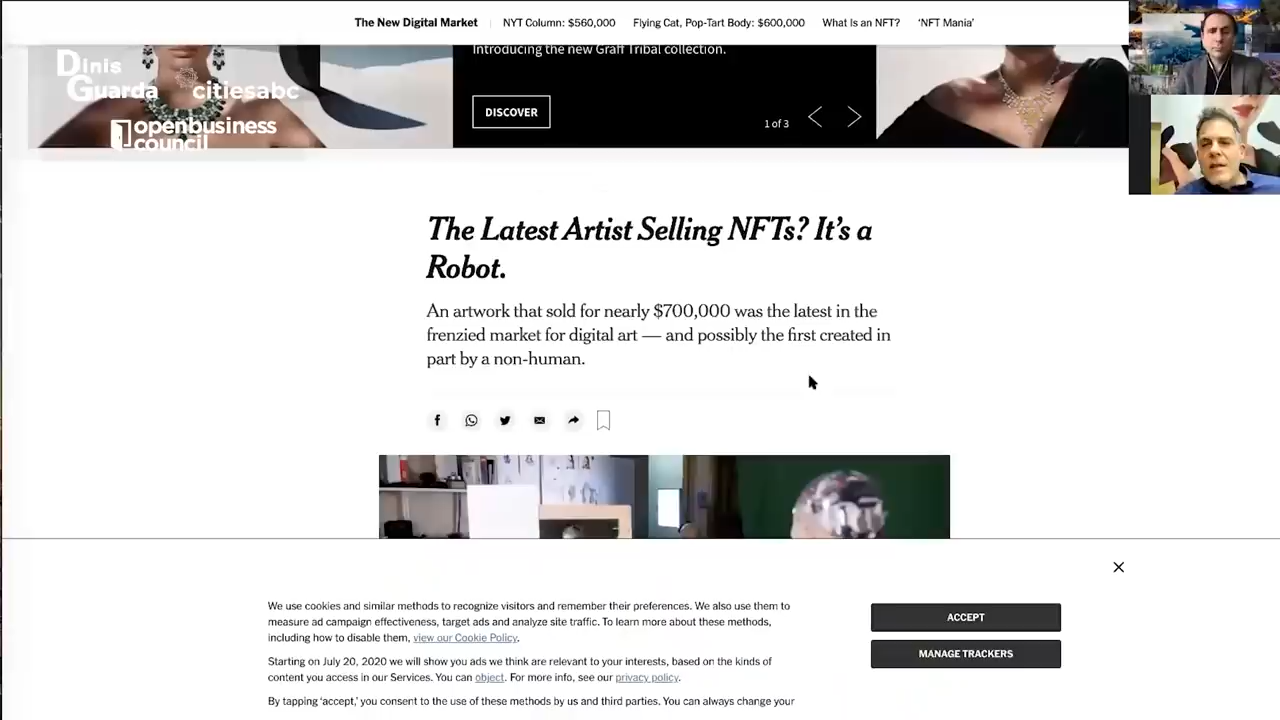 The New Digital Market NYT Column: $560,000 Flying Cat, Pop-Tart Body: $600,000 What Is an NFT? ‘NFT Mania’
Introducing the new Graff Tribal collection.
Dinis
Guarda citiesabc
openbusiness
council
DISCOVER
1 of 3
The Latest Artist Selling NFTs? It’s a
Robot.
An artwork that sold for nearly $700,000 was the latest in the
frenzied market for digital art — and possibly the first created in
part by a non-human.
We use cookies and similar methods to recognize visitors and remember their preferences. We also use them to
measure ad campaign effectiveness, target ads and analyze site traffic. To learn more about these methods,
including how to disable them, view our Cookie Policy.
Starting on July 20, 2020 we will show you ads we think are relevant to your interests, based on the kinds of
content you access in our Services. You can object. For more info, see our privacy policy.
By tapping ‘accept,’ you consent to the use of these methods by us and third parties. You can always change your
ACCEPT
MANAGE TRACKERS